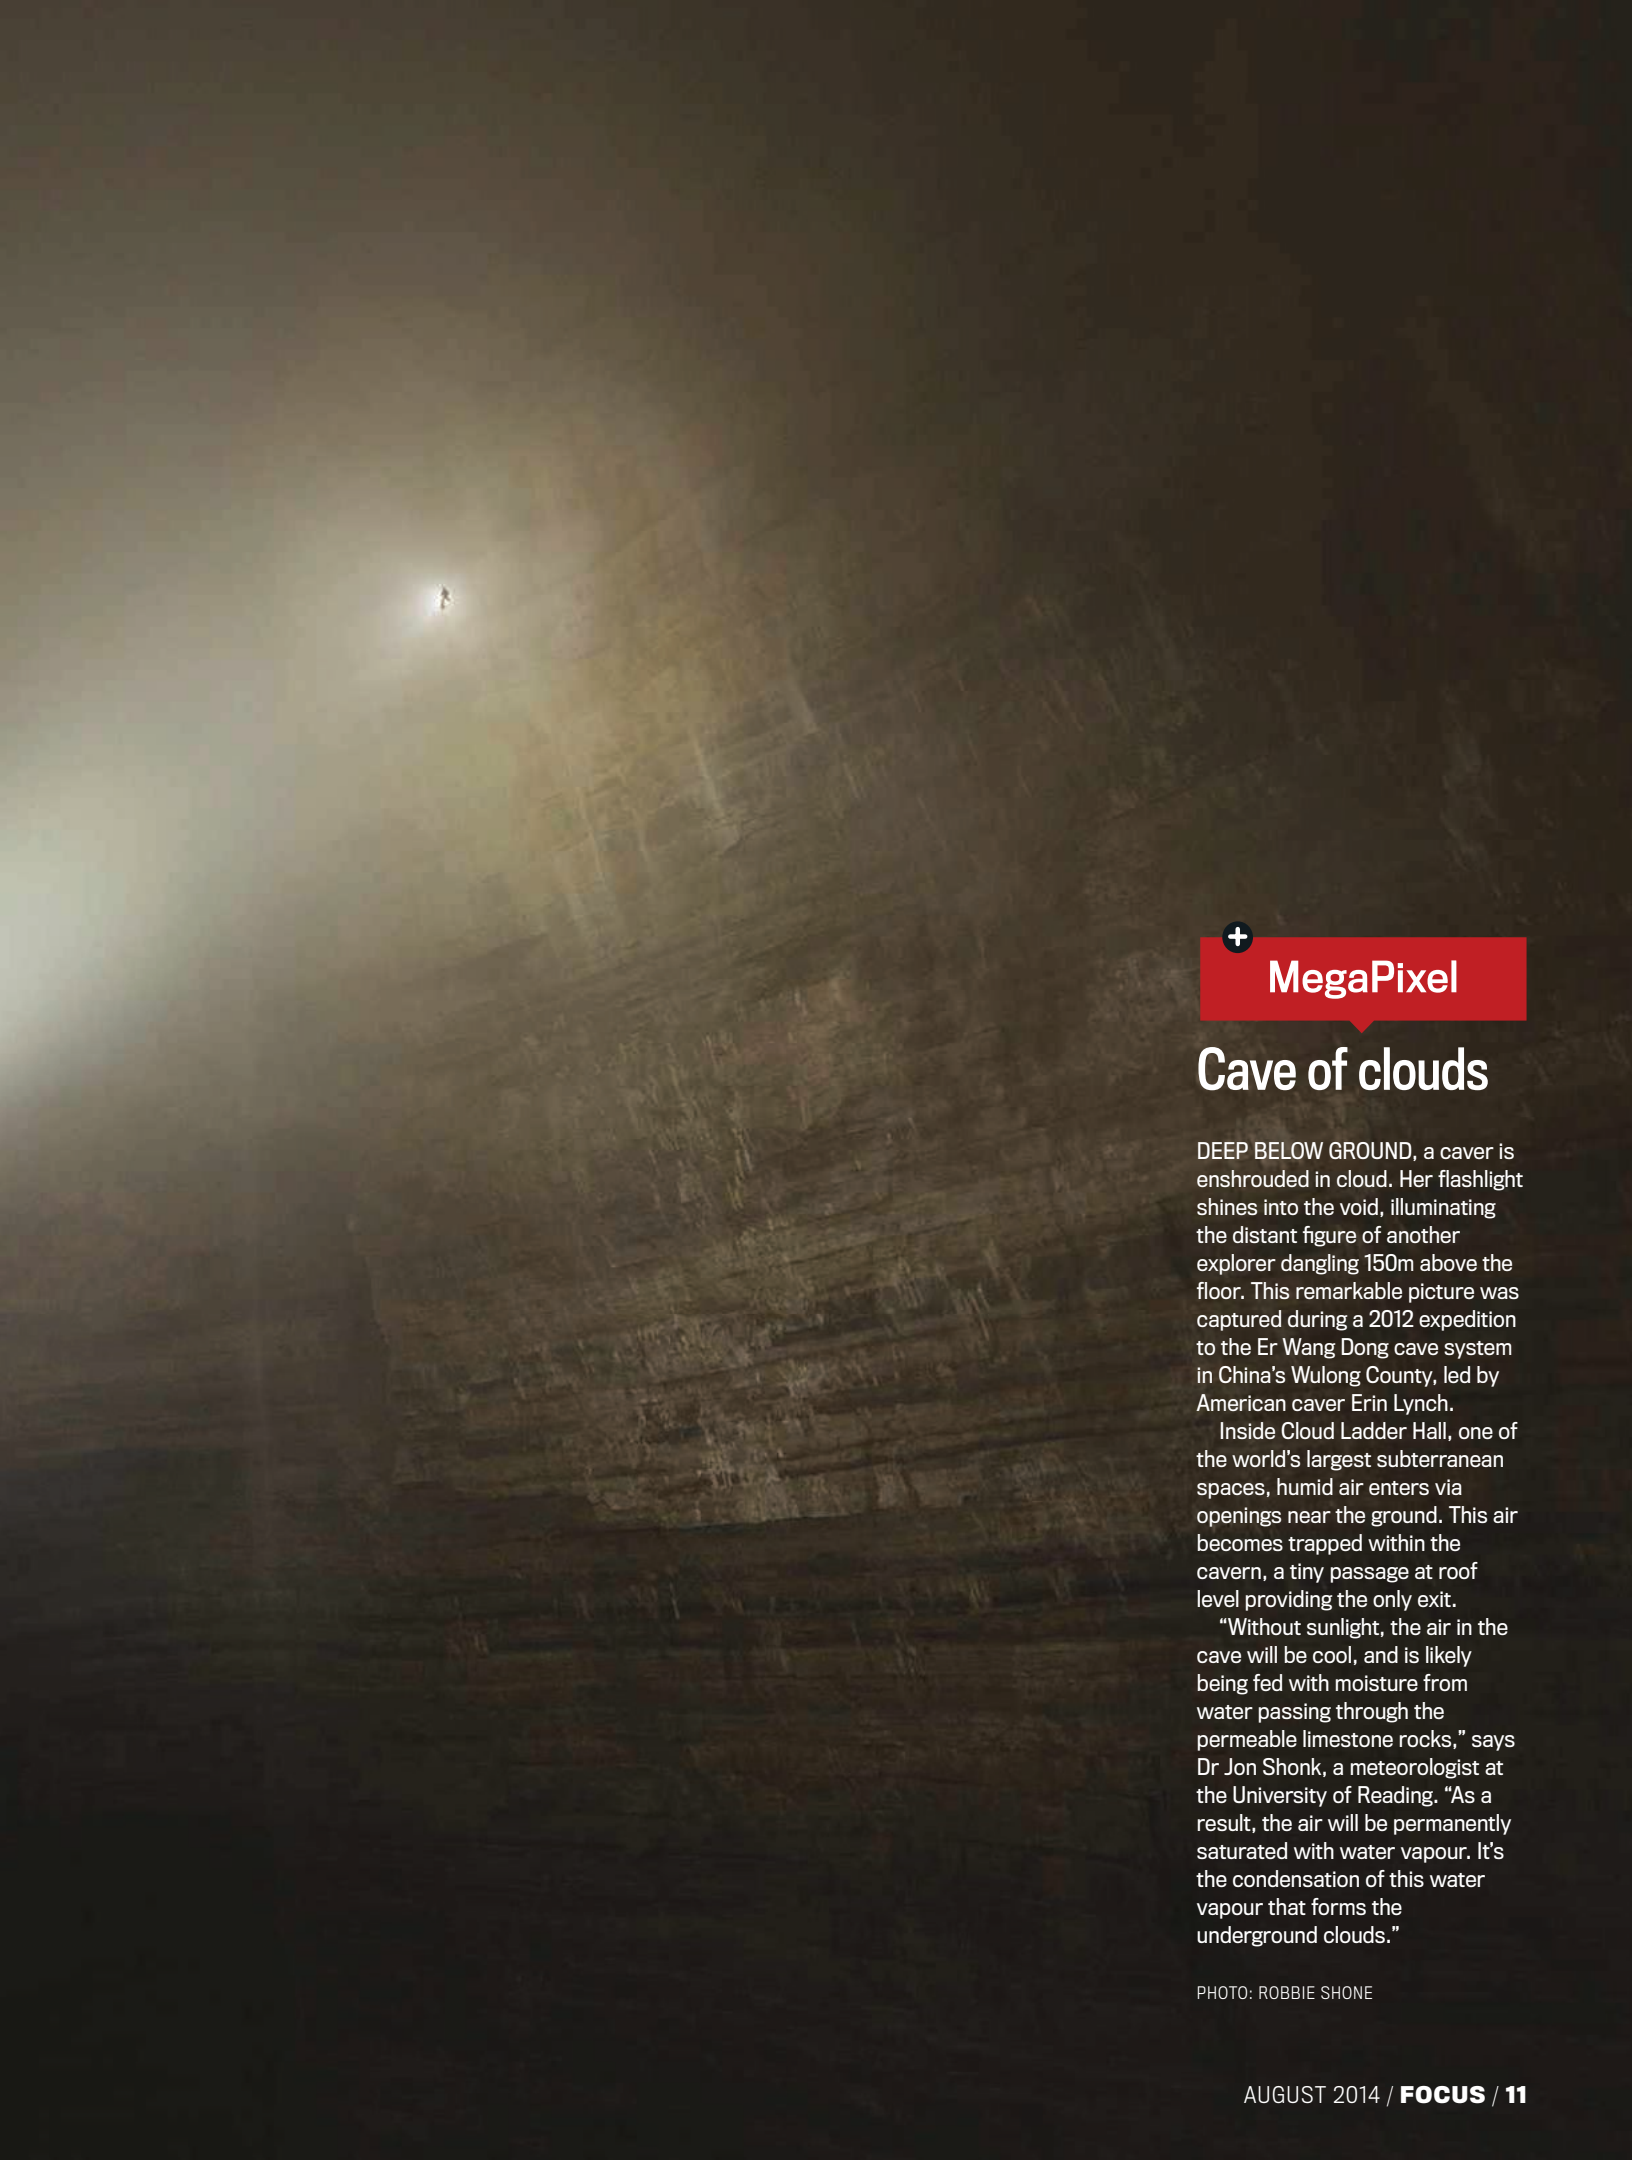 MegaPixel
Cave of clouds
DEEP BELOW GROUND, a caver is
enshrouded in cloud. Her flashlight
shines into the void, illuminating
the distant figure of another
explorer dangling 150m above the
floor. This remarkable picture was
captured during a 2012 expedition
to the Er Wang Dong cave system
in China’s Wulong County, led by
American caver Erin Lynch.
Inside Cloud Ladder Hall, one of
the world’s largest subterranean
spaces, humid air enters via
openings near the ground. This air
becomes trapped within the
cavern, a tiny passage at roof
level providing the only exit.
“Without sunlight, the air in the
cave will be cool, and is likely
being fed with moisture from
water passing through the
permeable limestone rocks,” says
Dr Jon Shonk, a meteorologist at
the University of Reading. “As a
result, the air will be permanently
saturated with water vapour. It’s
the condensation of this water
vapour that forms the
underground clouds.”
PHOTO: ROBBIE SHONE
AUGUST 2014 / FOCUS / 11